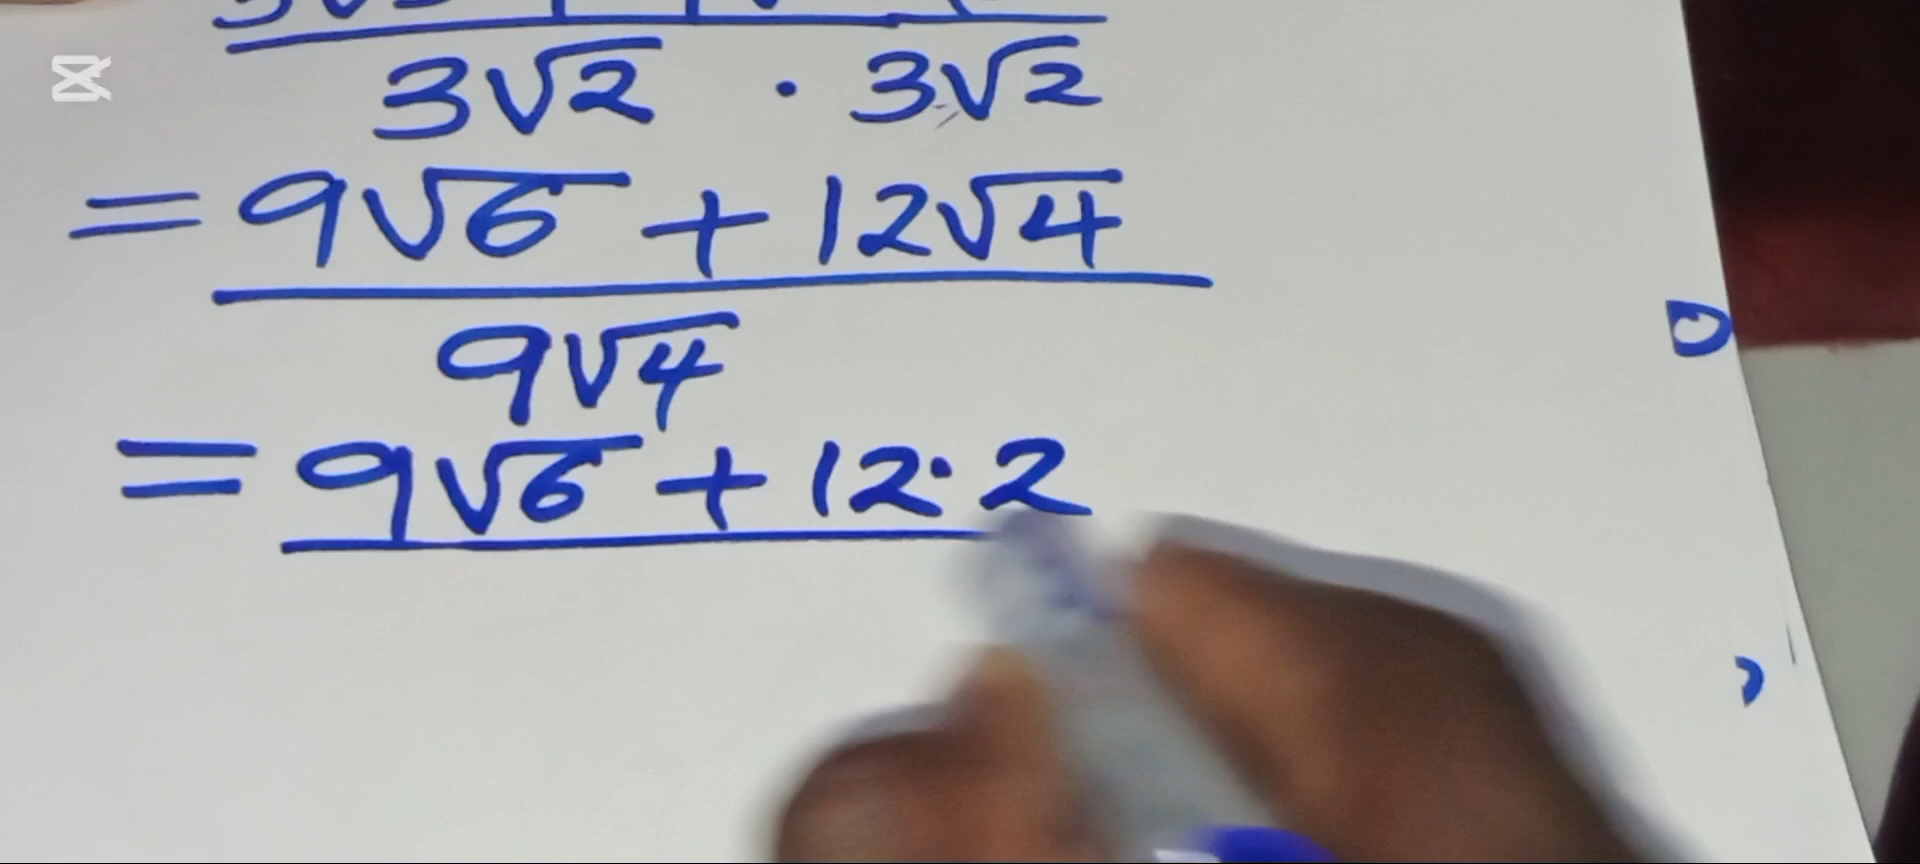 3√2 · 3√2
= 9√6 + 12√4
9√4
= 9√6 + 12·2